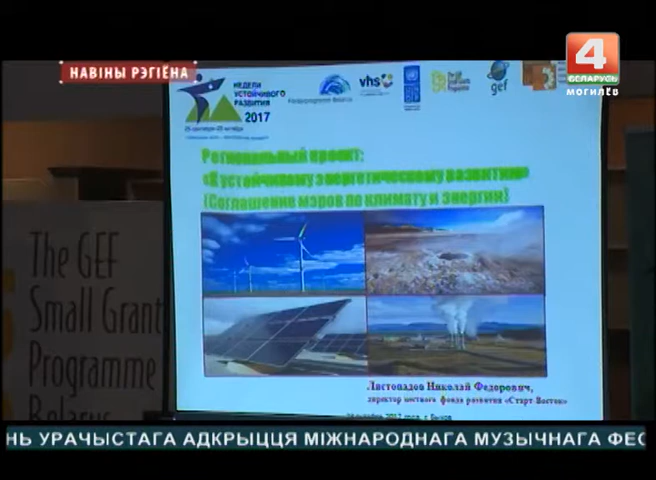 НАВІНЫ РЭГІЁНА
4
БЕЛАРУСЬ
МОГИЛЁВ
НЕДЕЛИ
УСТОЙЧИВОГО
РАЗВИТИЯ
2017
vhs
gef
Региональный проект:
«К устойчивому энергетическому развитию»
(Соглашение мэров по климату и энергии)
The GEF
Small Grant
Programme
Belarus
Листопадов Николай Федорович,
директор местного фонда развития «Старт-Восток»
НЬ УРАЧЫСТАГА АДКРЫЦЦЯ МІЖНАРОДНАГА МУЗЫЧНАГА ФЕС